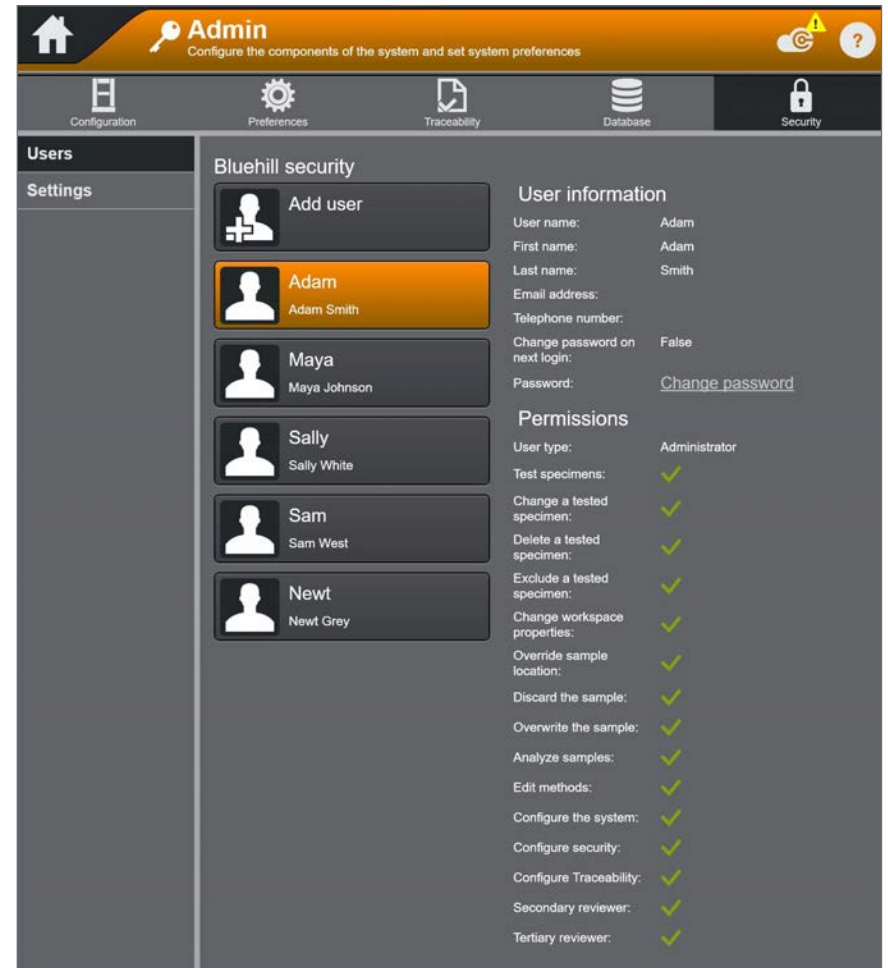 Admin
Configure the components of the system and set system preferences
!
?
Configuration
Preferences
Traceability
Database
Security
Users
Settings
Bluehill security
Add user
Adam
Adam Smith
Maya
Maya Johnson
Sally
Sally White
Sam
Sam West
Newt
Newt Grey
User information
User name: Adam
First name: Adam
Last name: Smith
Email address:
Telephone number:
Change password on False
next login:
Password: Change password
Permissions
User type: Administrator
Test specimens:
Change a tested
specimen:
Delete a tested
specimen:
Exclude a tested
specimen:
Change workspace
properties:
Override sample
location:
Discard the sample:
Overwrite the sample:
Analyze samples:
Edit methods:
Configure the system:
Configure security:
Configure Traceability:
Secondary reviewer:
Tertiary reviewer: